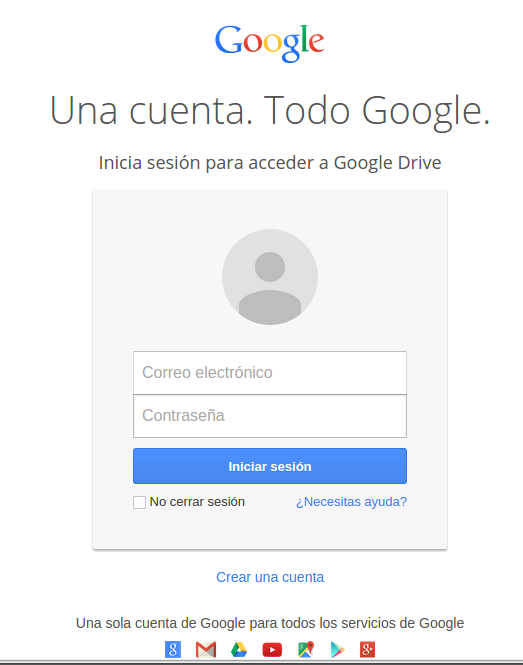 Google
Una cuenta. Todo Google.
Inicia sesión para acceder a Google Drive
Correo electrónico
Contraseña
Iniciar sesión
No cerrar sesión ¿Necesitas ayuda?
Crear una cuenta
Una sola cuenta de Google para todos los servicios de Google